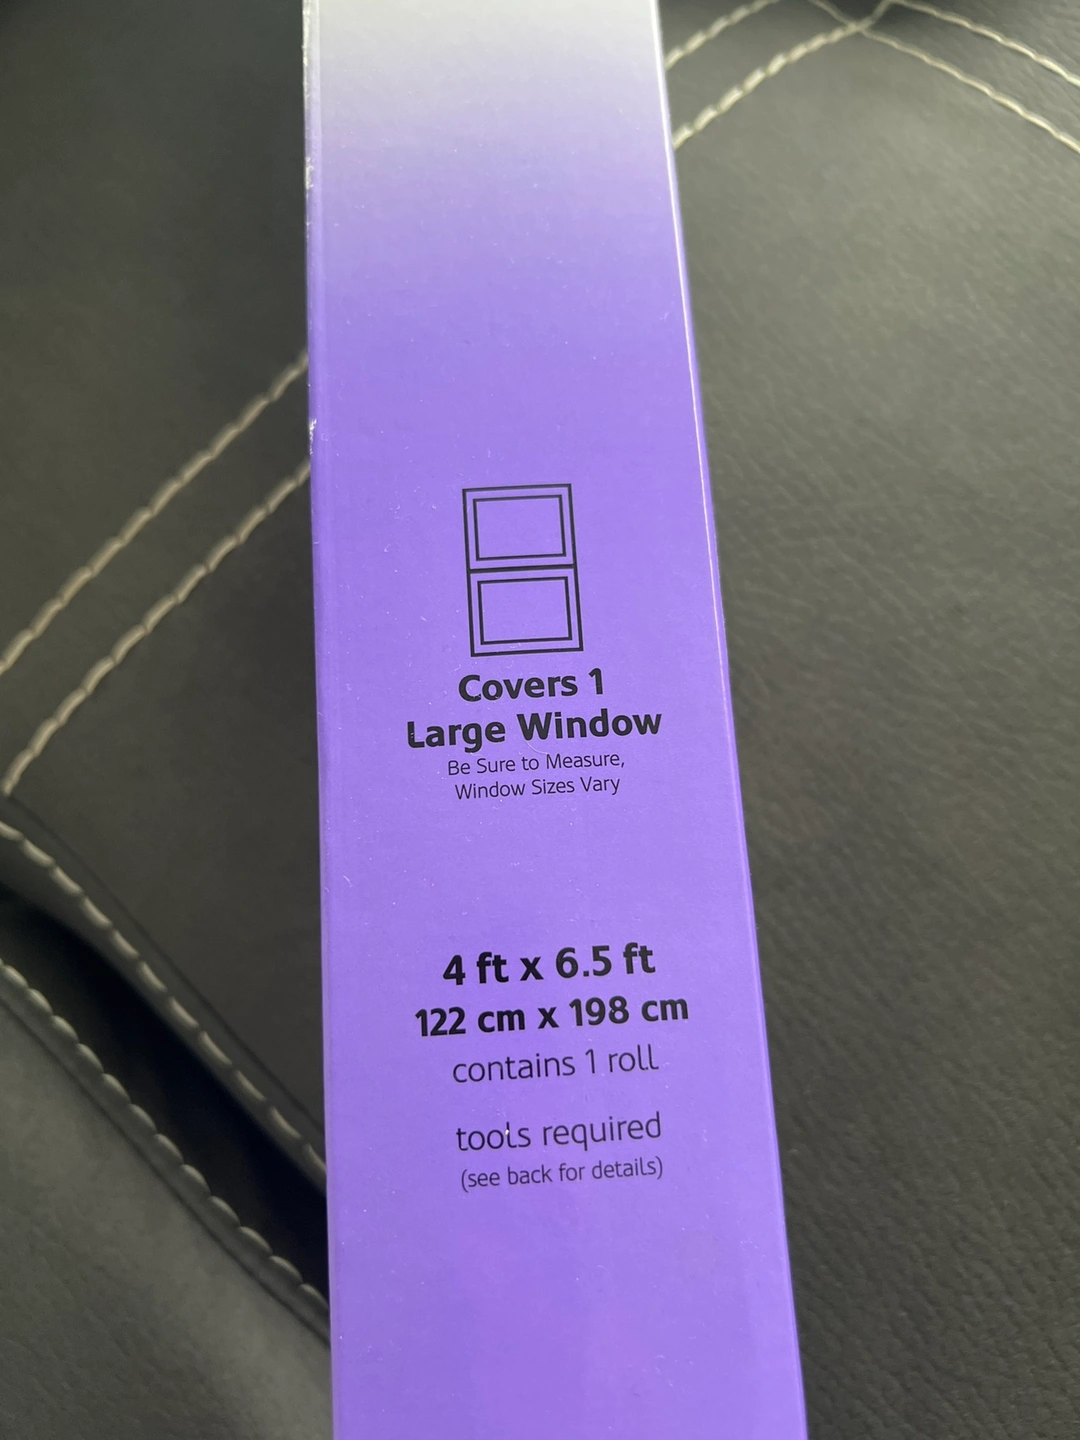 Covers 1
Large Window
Be Sure to Measure,
Window Sizes Vary
4 ft x 6.5 ft
122 cm x 198 cm
contains 1 roll
tools required
(see back for details)